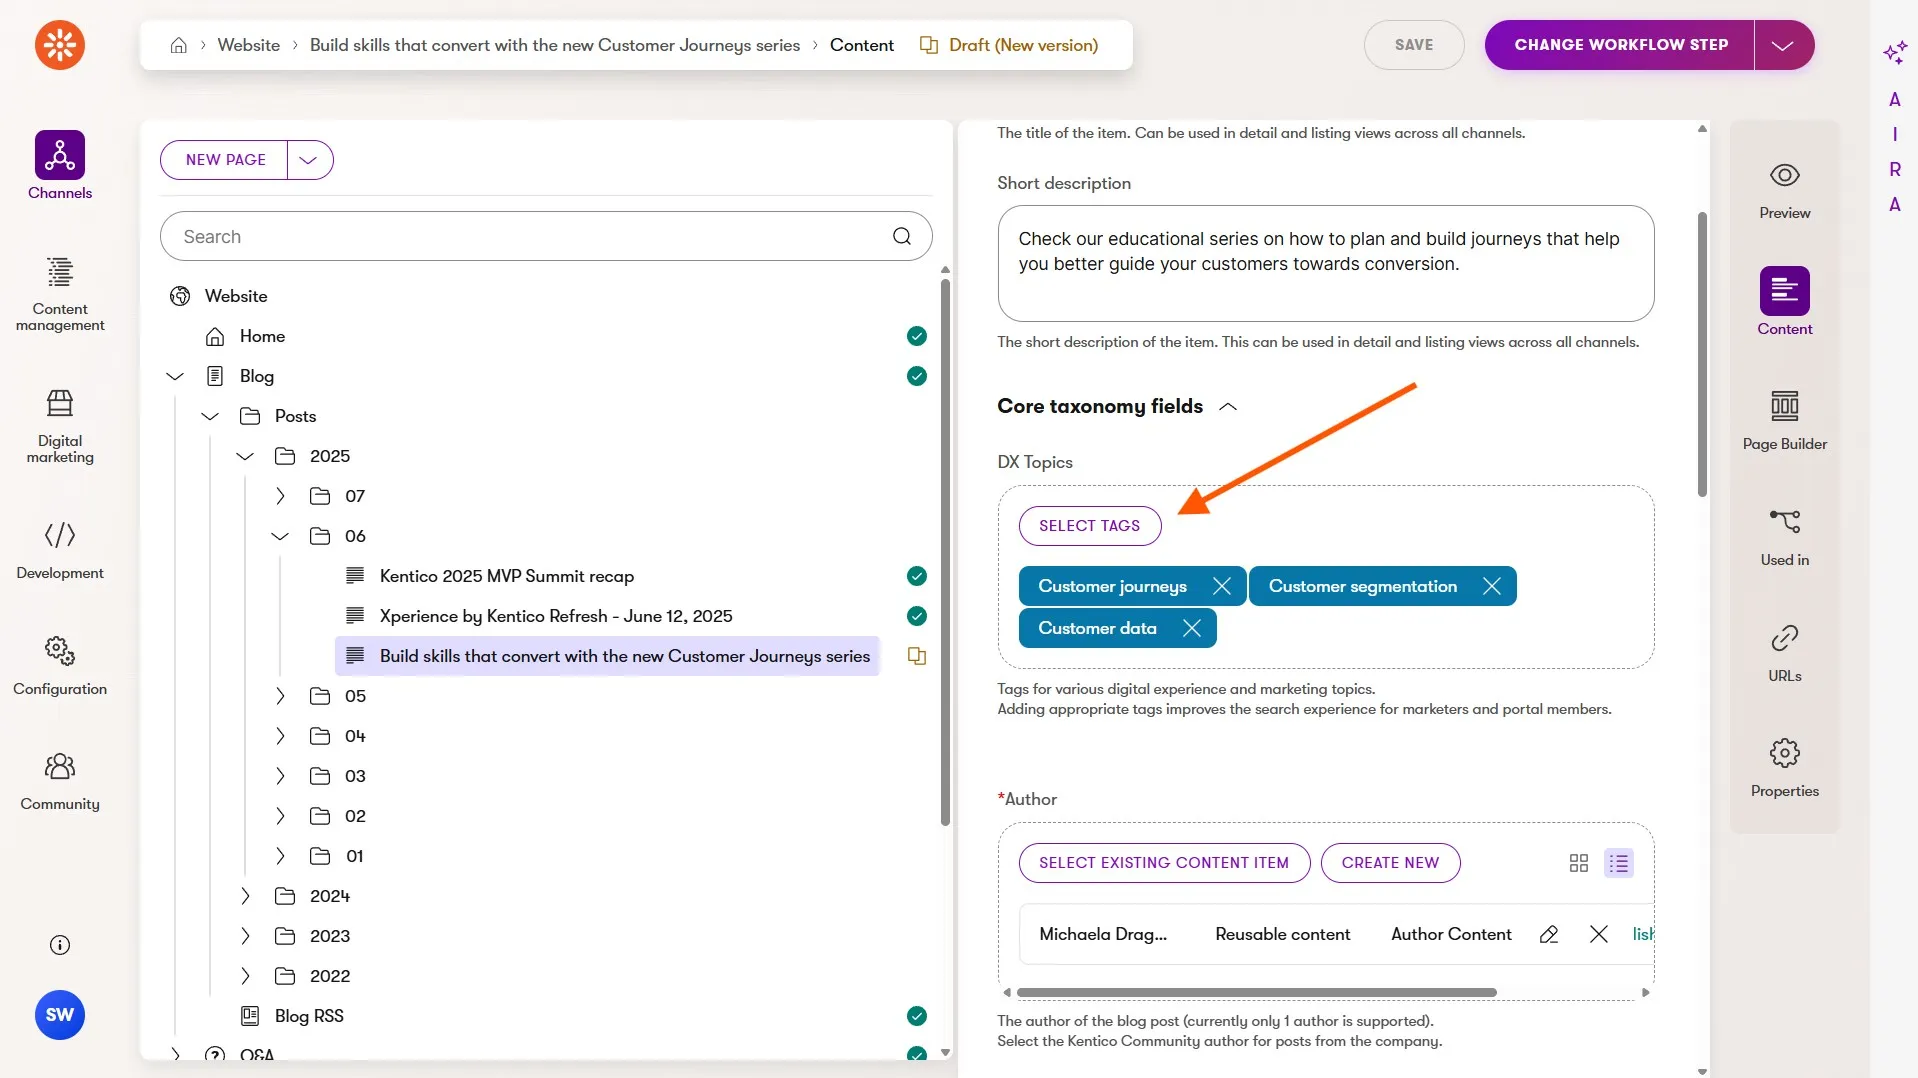 Website
Build skills that convert with the new Customer Journeys series
Content
Draft (New version)
SAVE
CHANGE WORKFLOW STEP
A
I
R
A
Channels
Content
management
Digital
marketing
Development
Configuration
Community
SW
NEW PAGE
Search
Website
Home
Blog
Posts
2025
07
06
Kentico 2025 MVP Summit recap
Xperience by Kentico Refresh - June 12, 2025
Build skills that convert with the new Customer Journeys series
05
04
03
02
01
2024
2023
2022
Blog RSS
Q&A
The title of the item. Can be used in detail and listing views across all channels.
Short description
Check our educational series on how to plan and build journeys that help
you better guide your customers towards conversion.
The short description of the item. This can be used in detail and listing views across all channels.
Core taxonomy fields
DX Topics
SELECT TAGS
Customer journeys
Customer segmentation
Customer data
Tags for various digital experience and marketing topics.
Adding appropriate tags improves the search experience for marketers and portal members.
*Author
SELECT EXISTING CONTENT ITEM
CREATE NEW
Michaela Drag...
Reusable content
Author Content
The author of the blog post (currently only 1 author is supported).
Select the Kentico Community author for posts from the company.
Preview
Content
Page Builder
Used in
URLs
Properties